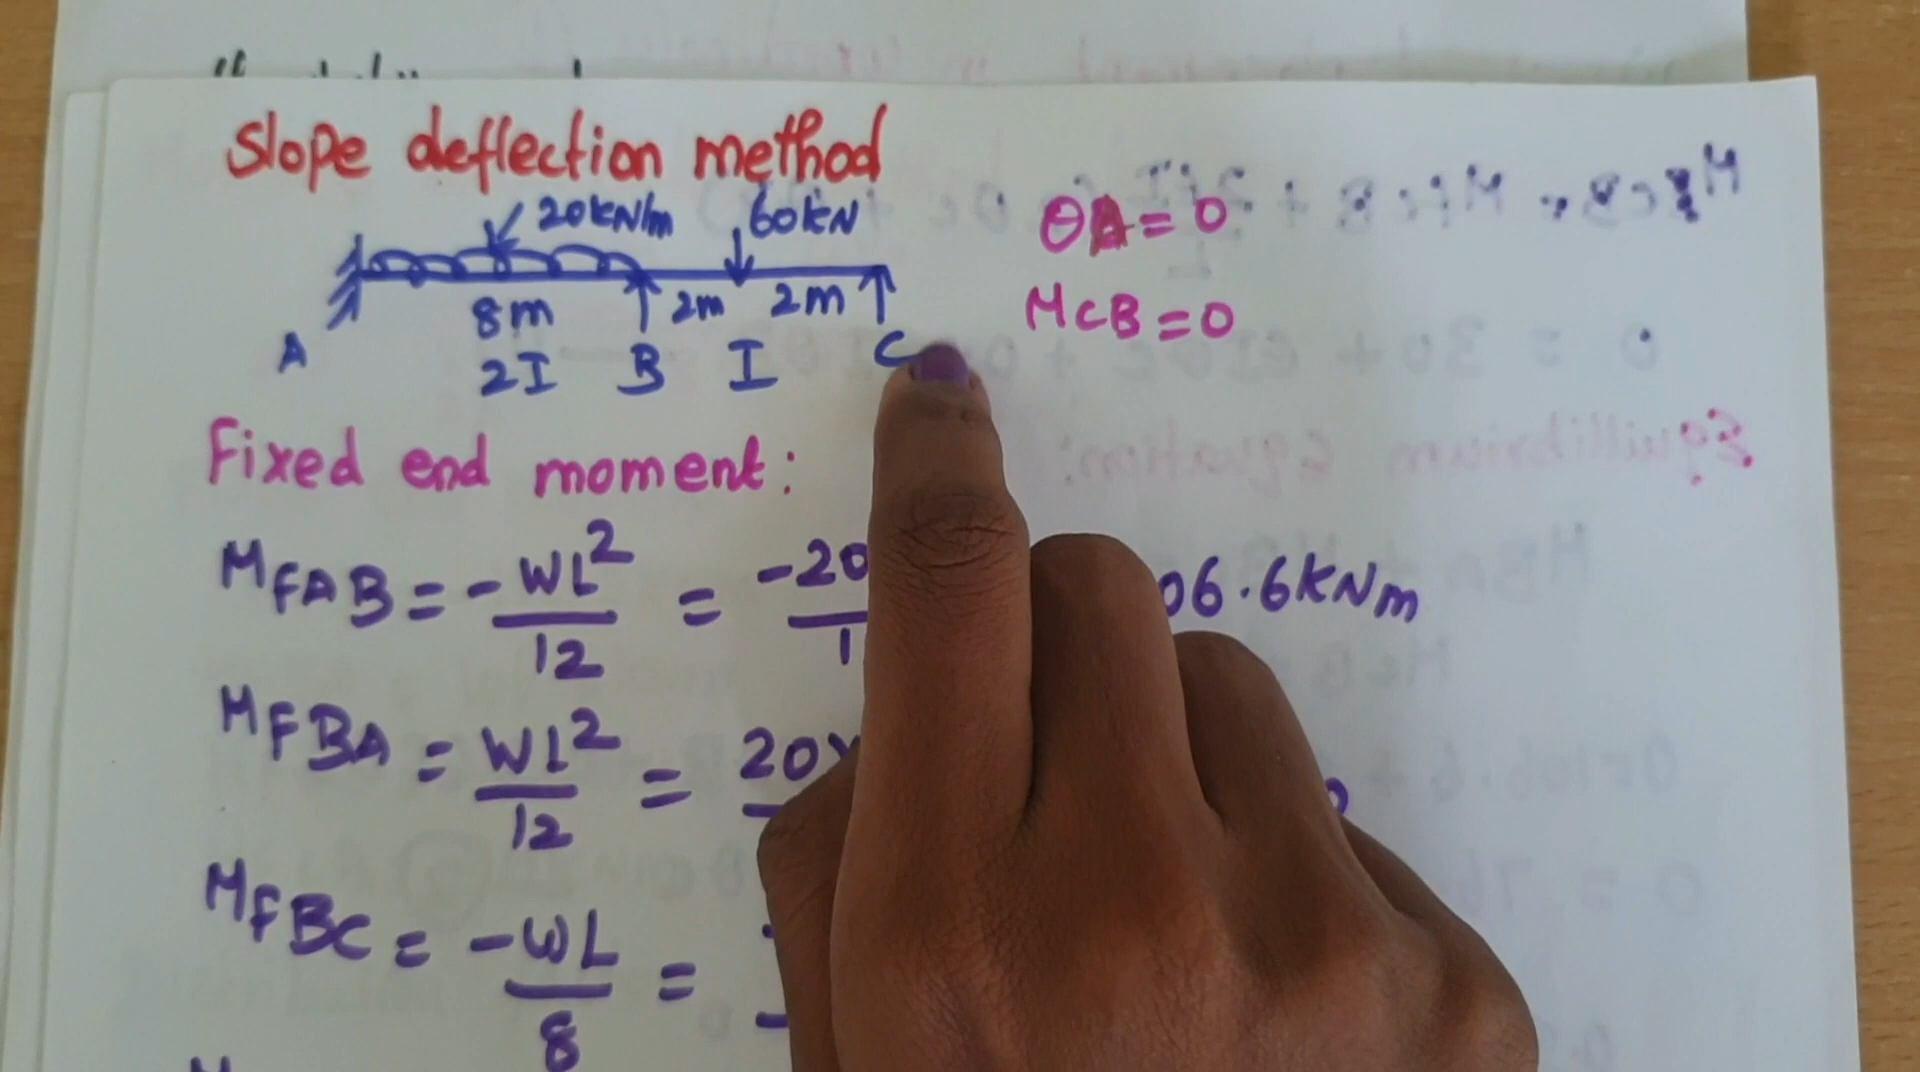 Slope deflection method
20kN/m 60kN
8m 2m 2m
A 2I B I C
θA = 0
MCB = 0
Fixed end moment:
MFAB = -WL²/12 = -20 06.6kNm
MFBA = WL²/12 = 20
MFBC = -WL/8 =